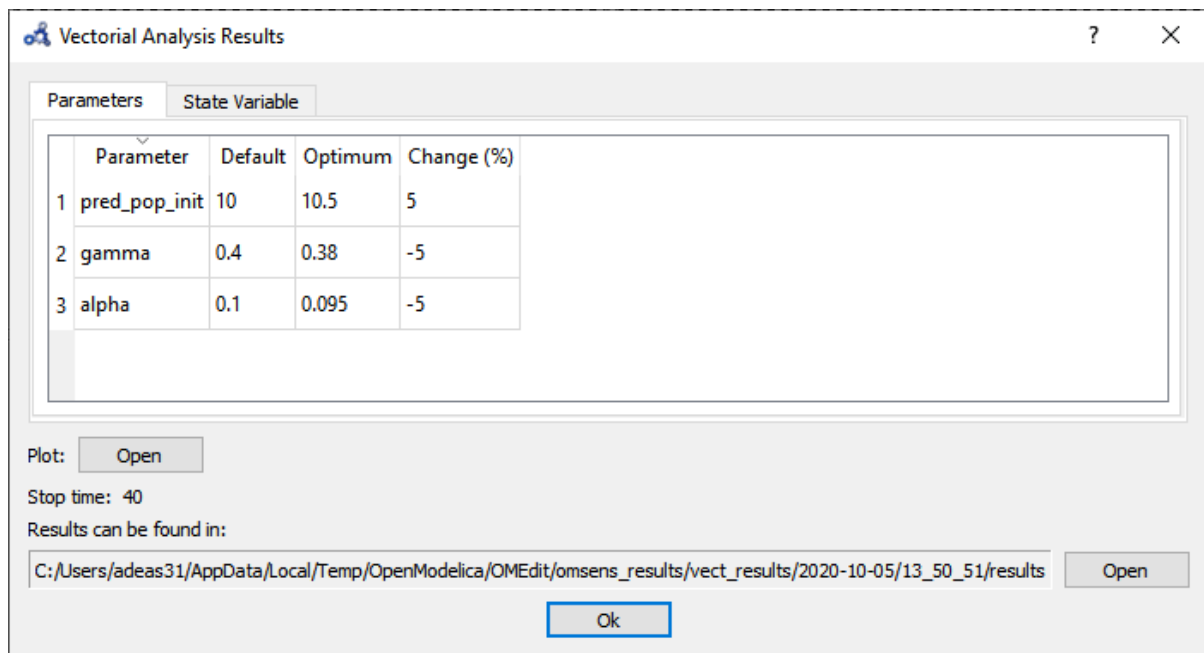 Vectorial Analysis Results ?
Parameters State Variable
Parameter Default Optimum Change (%)
1 pred_pop_init 10 10.5 5
2 gamma 0.4 0.38 -5
3 alpha 0.1 0.095 -5
Plot: Open
Stop time: 40
Results can be found in:
C:/Users/adeas31/AppData/Local/Temp/OpenModelica/OMEdit/omsens_results/vect_results/2020-10-05/13_50_51/results Open
Ok